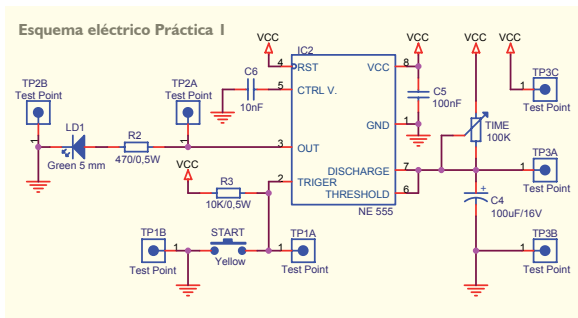 Esquema eléctrico Práctica 1
VCC
IC2
VCC
VCC
VCC
4
RST
VCC
8
C6
5
CTRL V.
10nF
C5
100nF
TP3C
1
Test Point
TP2B
Test Point
1
TP2A
Test Point
1
GND
1
TIME
100K
LD1
Green 5 mm
R2
470/0,5W
3
OUT
VCC
DISCHARGE
7
TP3A
1
Test Point
R3
10K/0,5W
2
TRIGER
THRESHOLD
6
NE 555
+
C4
100uF/16V
TP1B
1
Test Point
START
Yellow
TP1A
1
Test Point
TP3B
1
Test Point